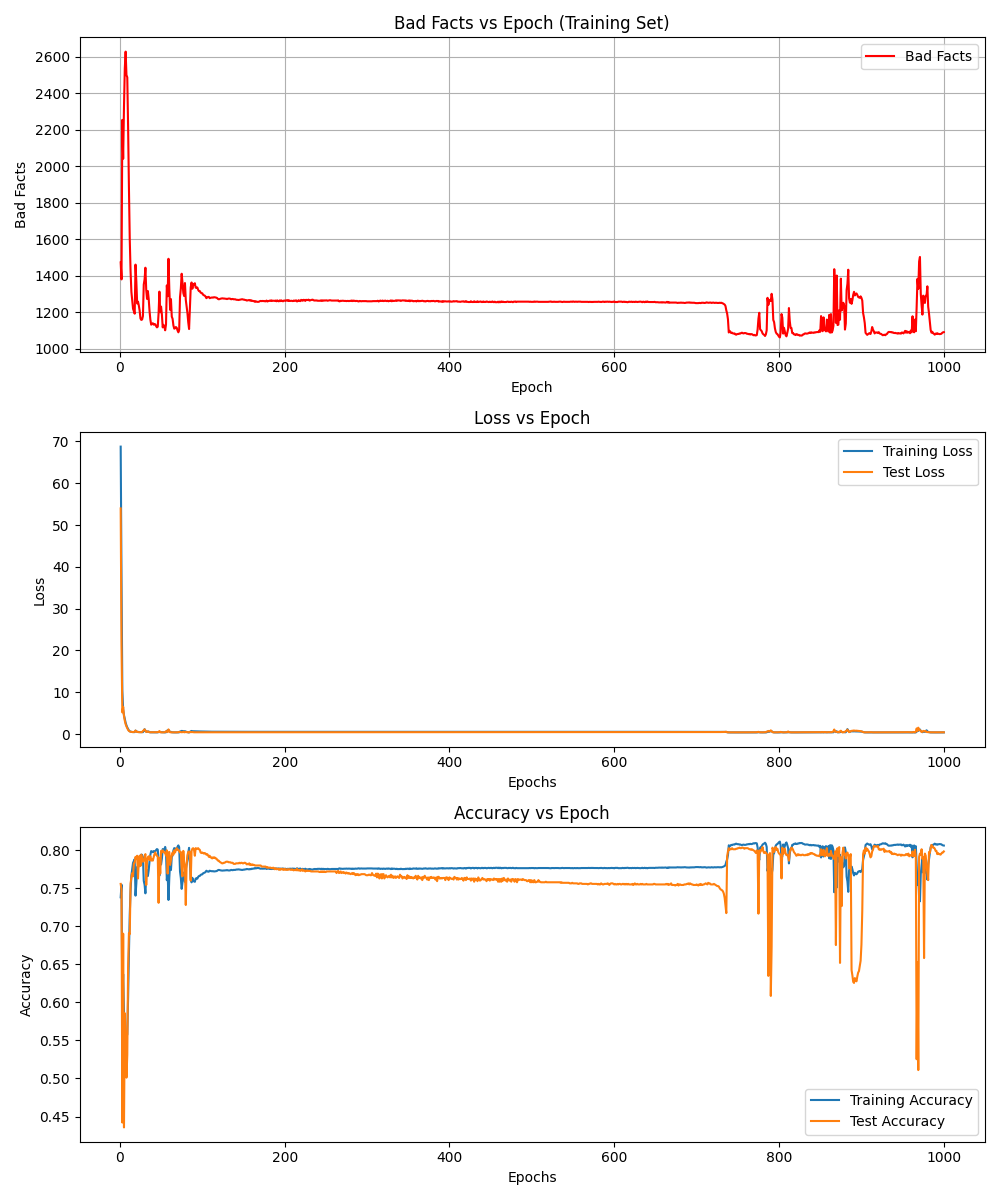 Bad Facts vs Epoch (Training Set)
Bad Facts
2600
2400
2200
2000
1800
1600
1400
1200
1000
Bad Facts
0 200 400 600 800 1000
Epoch
Loss vs Epoch
Training Loss
Test Loss
70
60
50
40
30
20
10
0
Loss
0 200 400 600 800 1000
Epochs
Accuracy vs Epoch
0.80
0.75
0.70
0.65
0.60
0.55
0.50
0.45
Accuracy
Training Accuracy
Test Accuracy
0 200 400 600 800 1000
Epochs